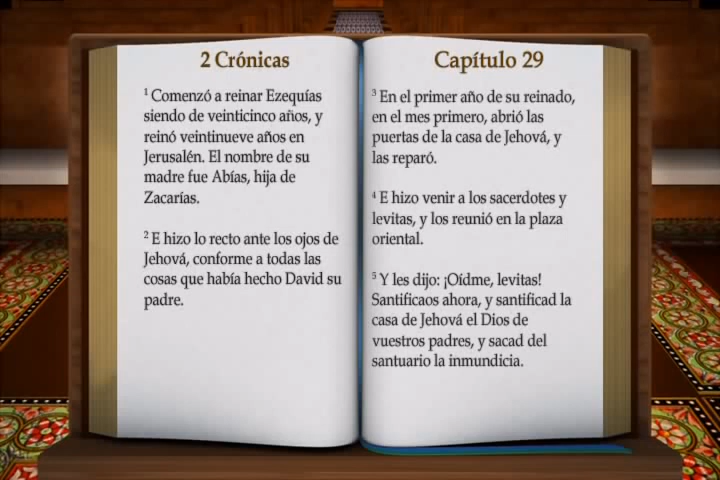 2 Crónicas
¹ Comenzó a reinar Ezequías
siendo de veinticinco años, y
reinó veintinueve años en
Jerusalén. El nombre de su
madre fue Abías, hija de
Zacarías.
² E hizo lo recto ante los ojos de
Jehová, conforme a todas las
cosas que había hecho David su
padre.
Capítulo 29
³ En el primer año de su reinado,
en el mes primero, abrió las
puertas de la casa de Jehová, y
las reparó.
⁴ E hizo venir a los sacerdotes y
levitas, y los reunió en la plaza
oriental.
⁵ Y les dijo: ¡Oídme, levitas!
Santificaos ahora, y santificad la
casa de Jehová el Dios de
vuestros padres, y sacad del
santuario la inmundicia.